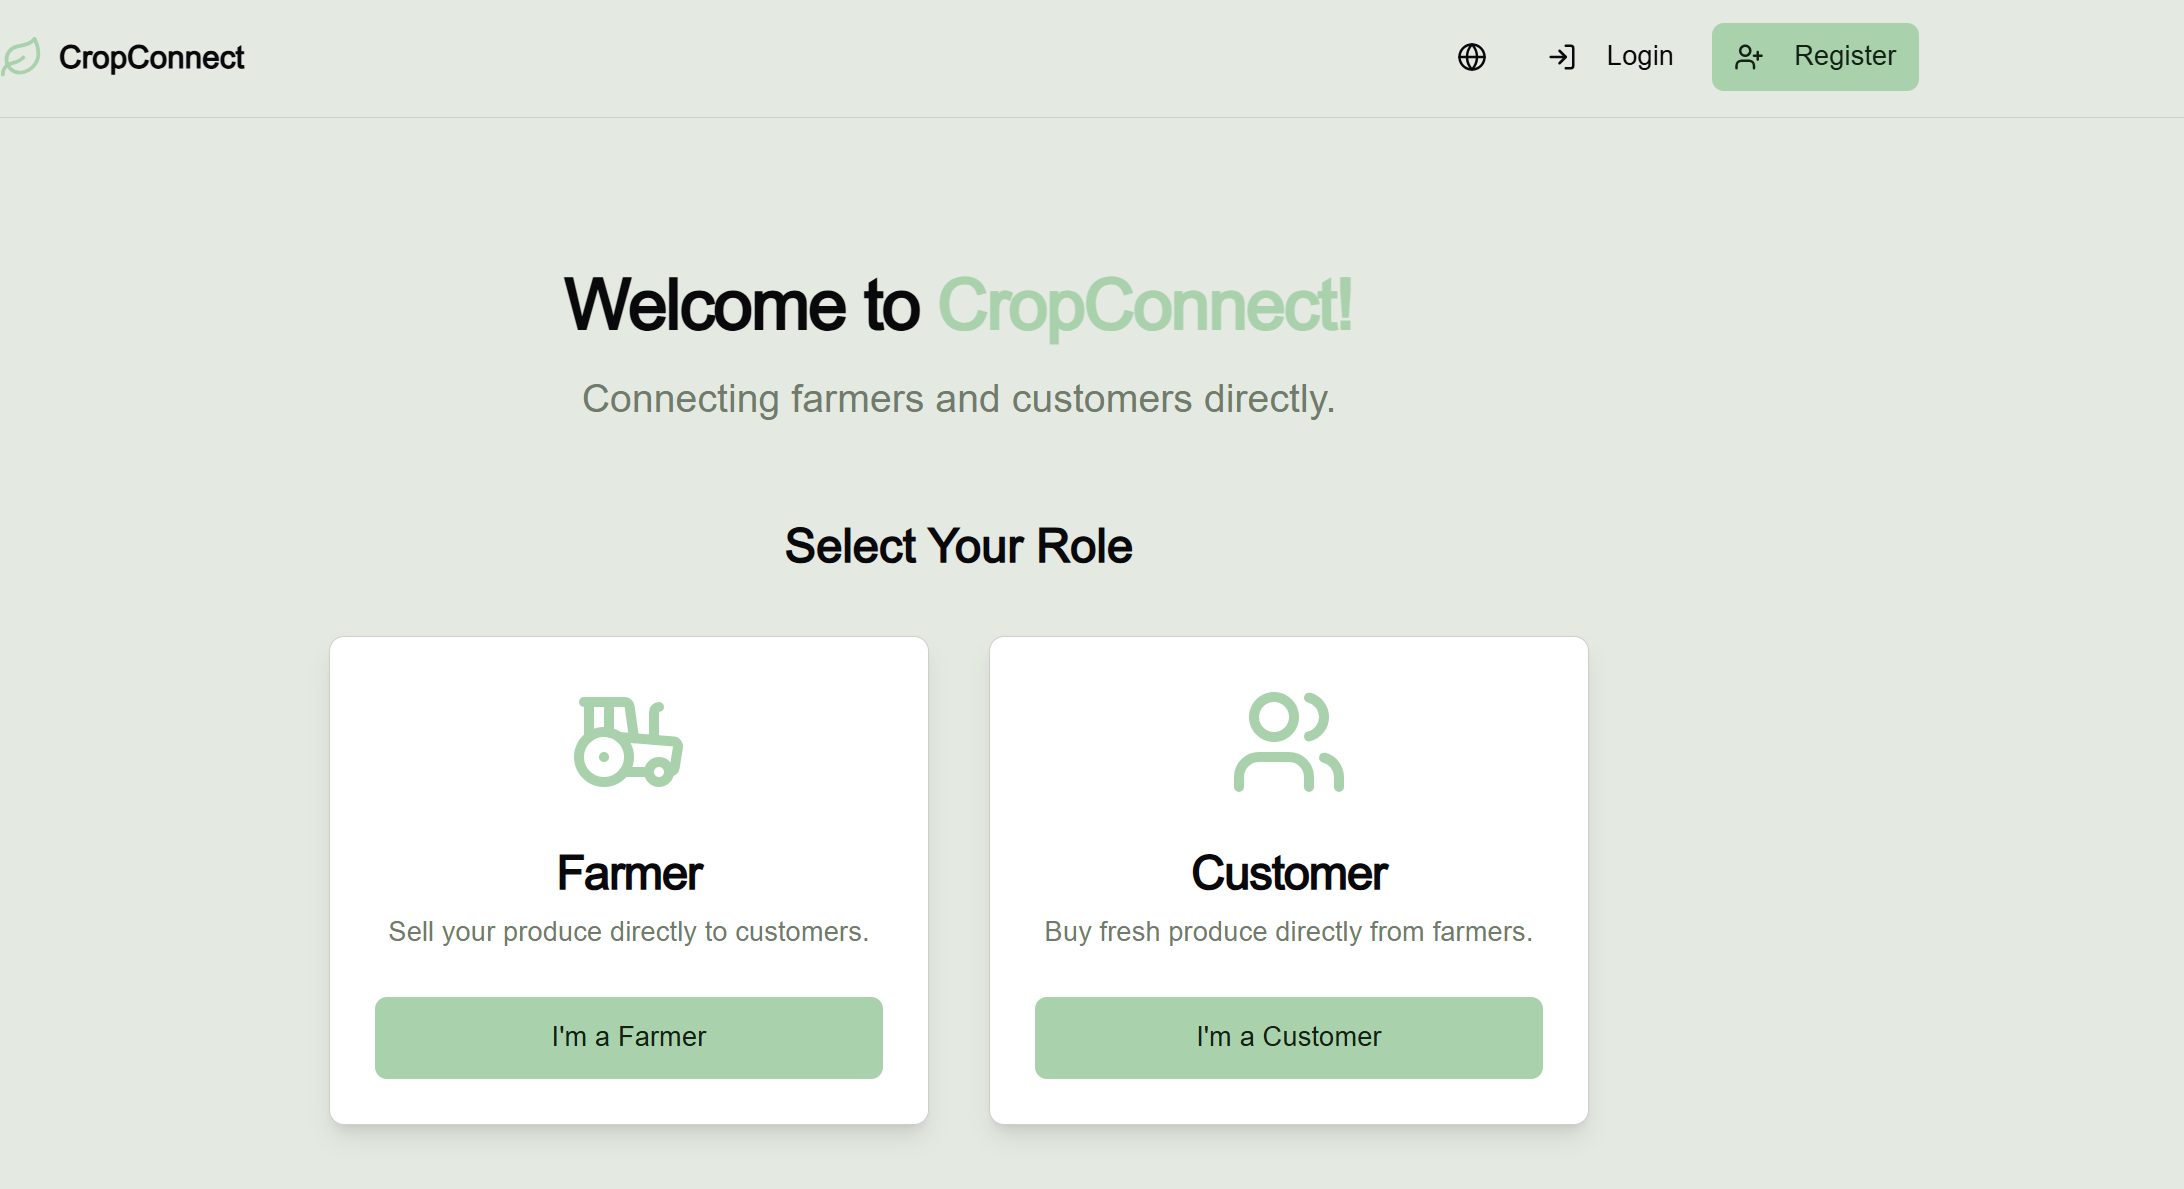 CropConnect
Login
Register
Welcome to CropConnect!
Connecting farmers and customers directly.
Select Your Role
Farmer
Sell your produce directly to customers.
I'm a Farmer
Customer
Buy fresh produce directly from farmers.
I'm a Customer